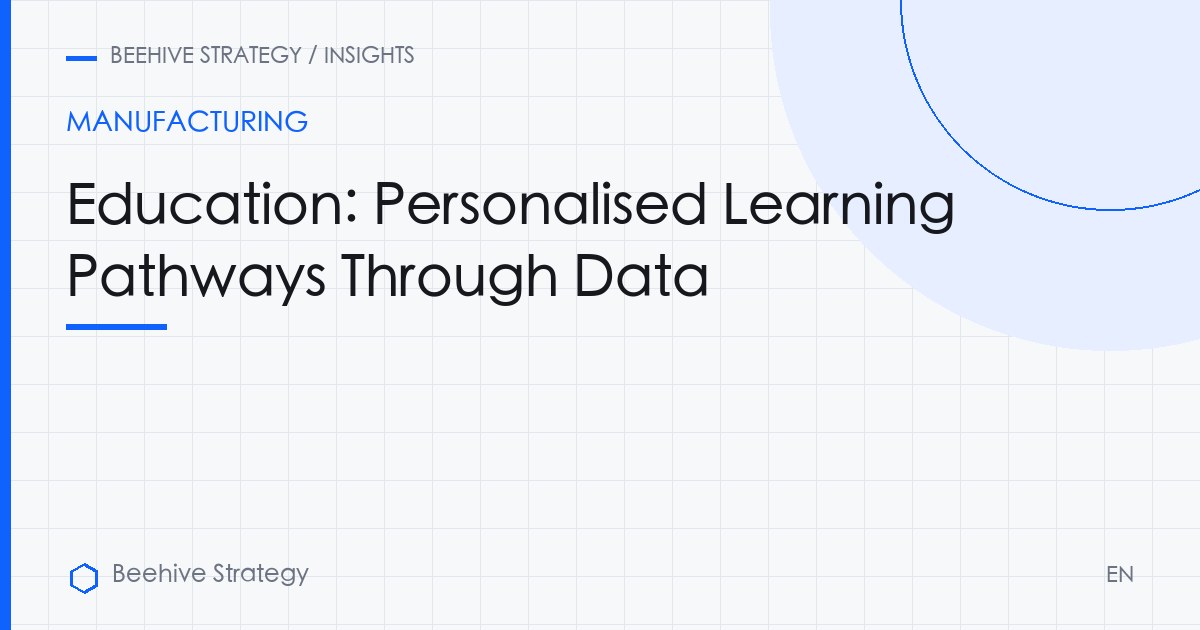 BEEHIVE STRATEGY / INSIGHTS
MANUFACTURING
Education: Personalised Learning
Pathways Through Data
Beehive Strategy
EN